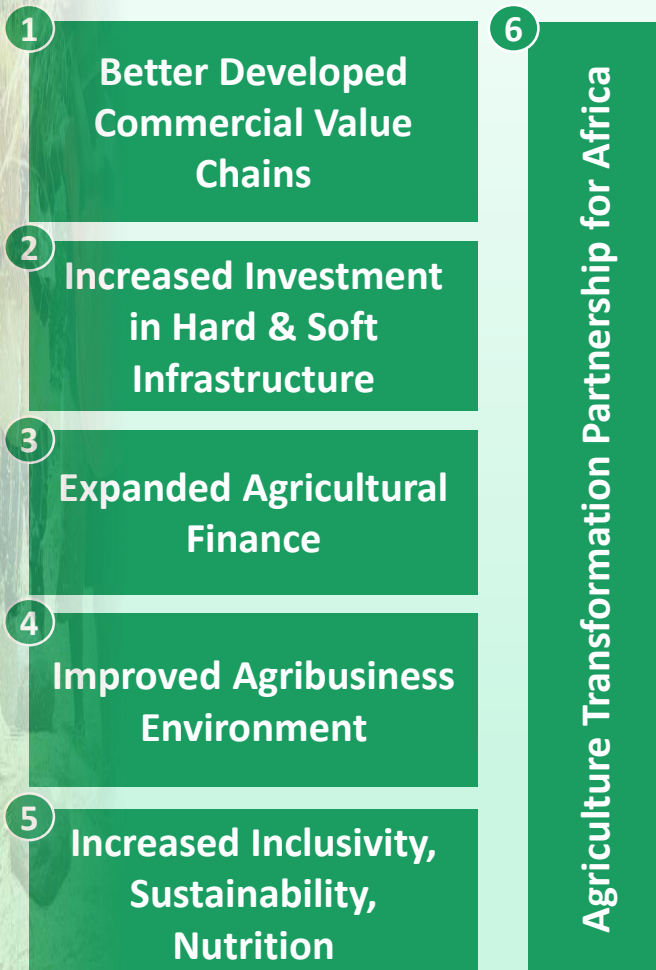 1
Better Developed
Commercial Value
Chains
2
Increased Investment
in Hard & Soft
Infrastructure
3
Expanded Agricultural
Finance
4
Improved Agribusiness
Environment
5
Increased Inclusivity,
Sustainability,
Nutrition
6
Agriculture Transformation Partnership for Africa